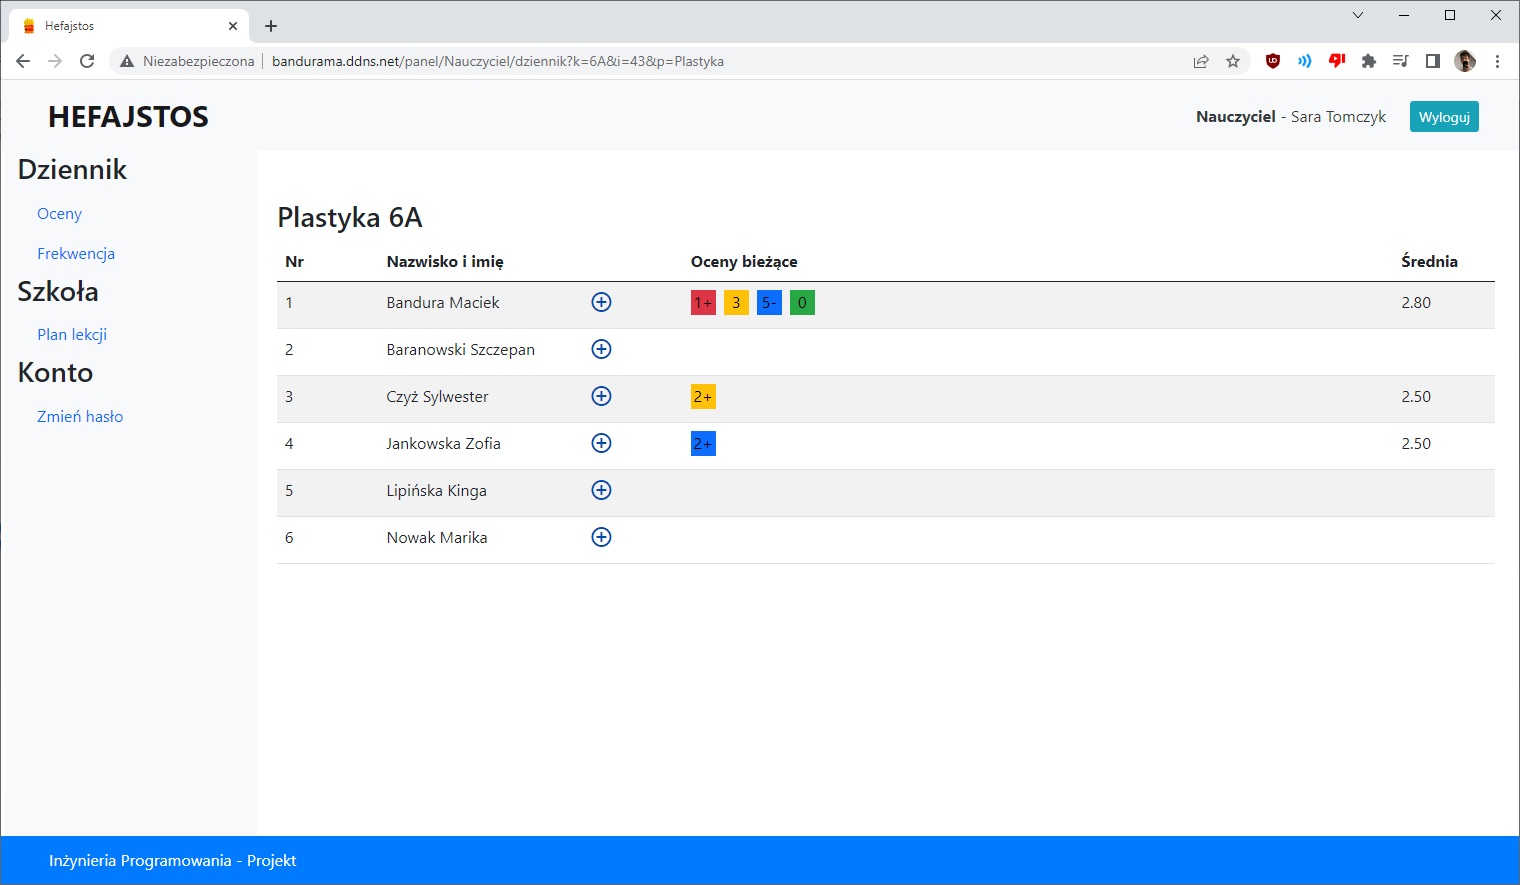 Hefajstos
Niezabezpieczona bandurama.ddns.net/panel/Nauczyciel/dziennik?k=6A&i=43&p=Plastyka
HEFAJSTOS
Nauczyciel - Sara Tomczyk Wyloguj
Dziennik
Oceny
Frekwencja
Szkoła
Plan lekcji
Konto
Zmień hasło
Plastyka 6A
Nr Nazwisko i imię Oceny bieżące Średnia
1 Bandura Maciek 1+ 3 5- 0 2.80
2 Baranowski Szczepan
3 Czyż Sylwester 2+ 2.50
4 Jankowska Zofia 2+ 2.50
5 Lipińska Kinga
6 Nowak Marika
Inżynieria Programowania - Projekt